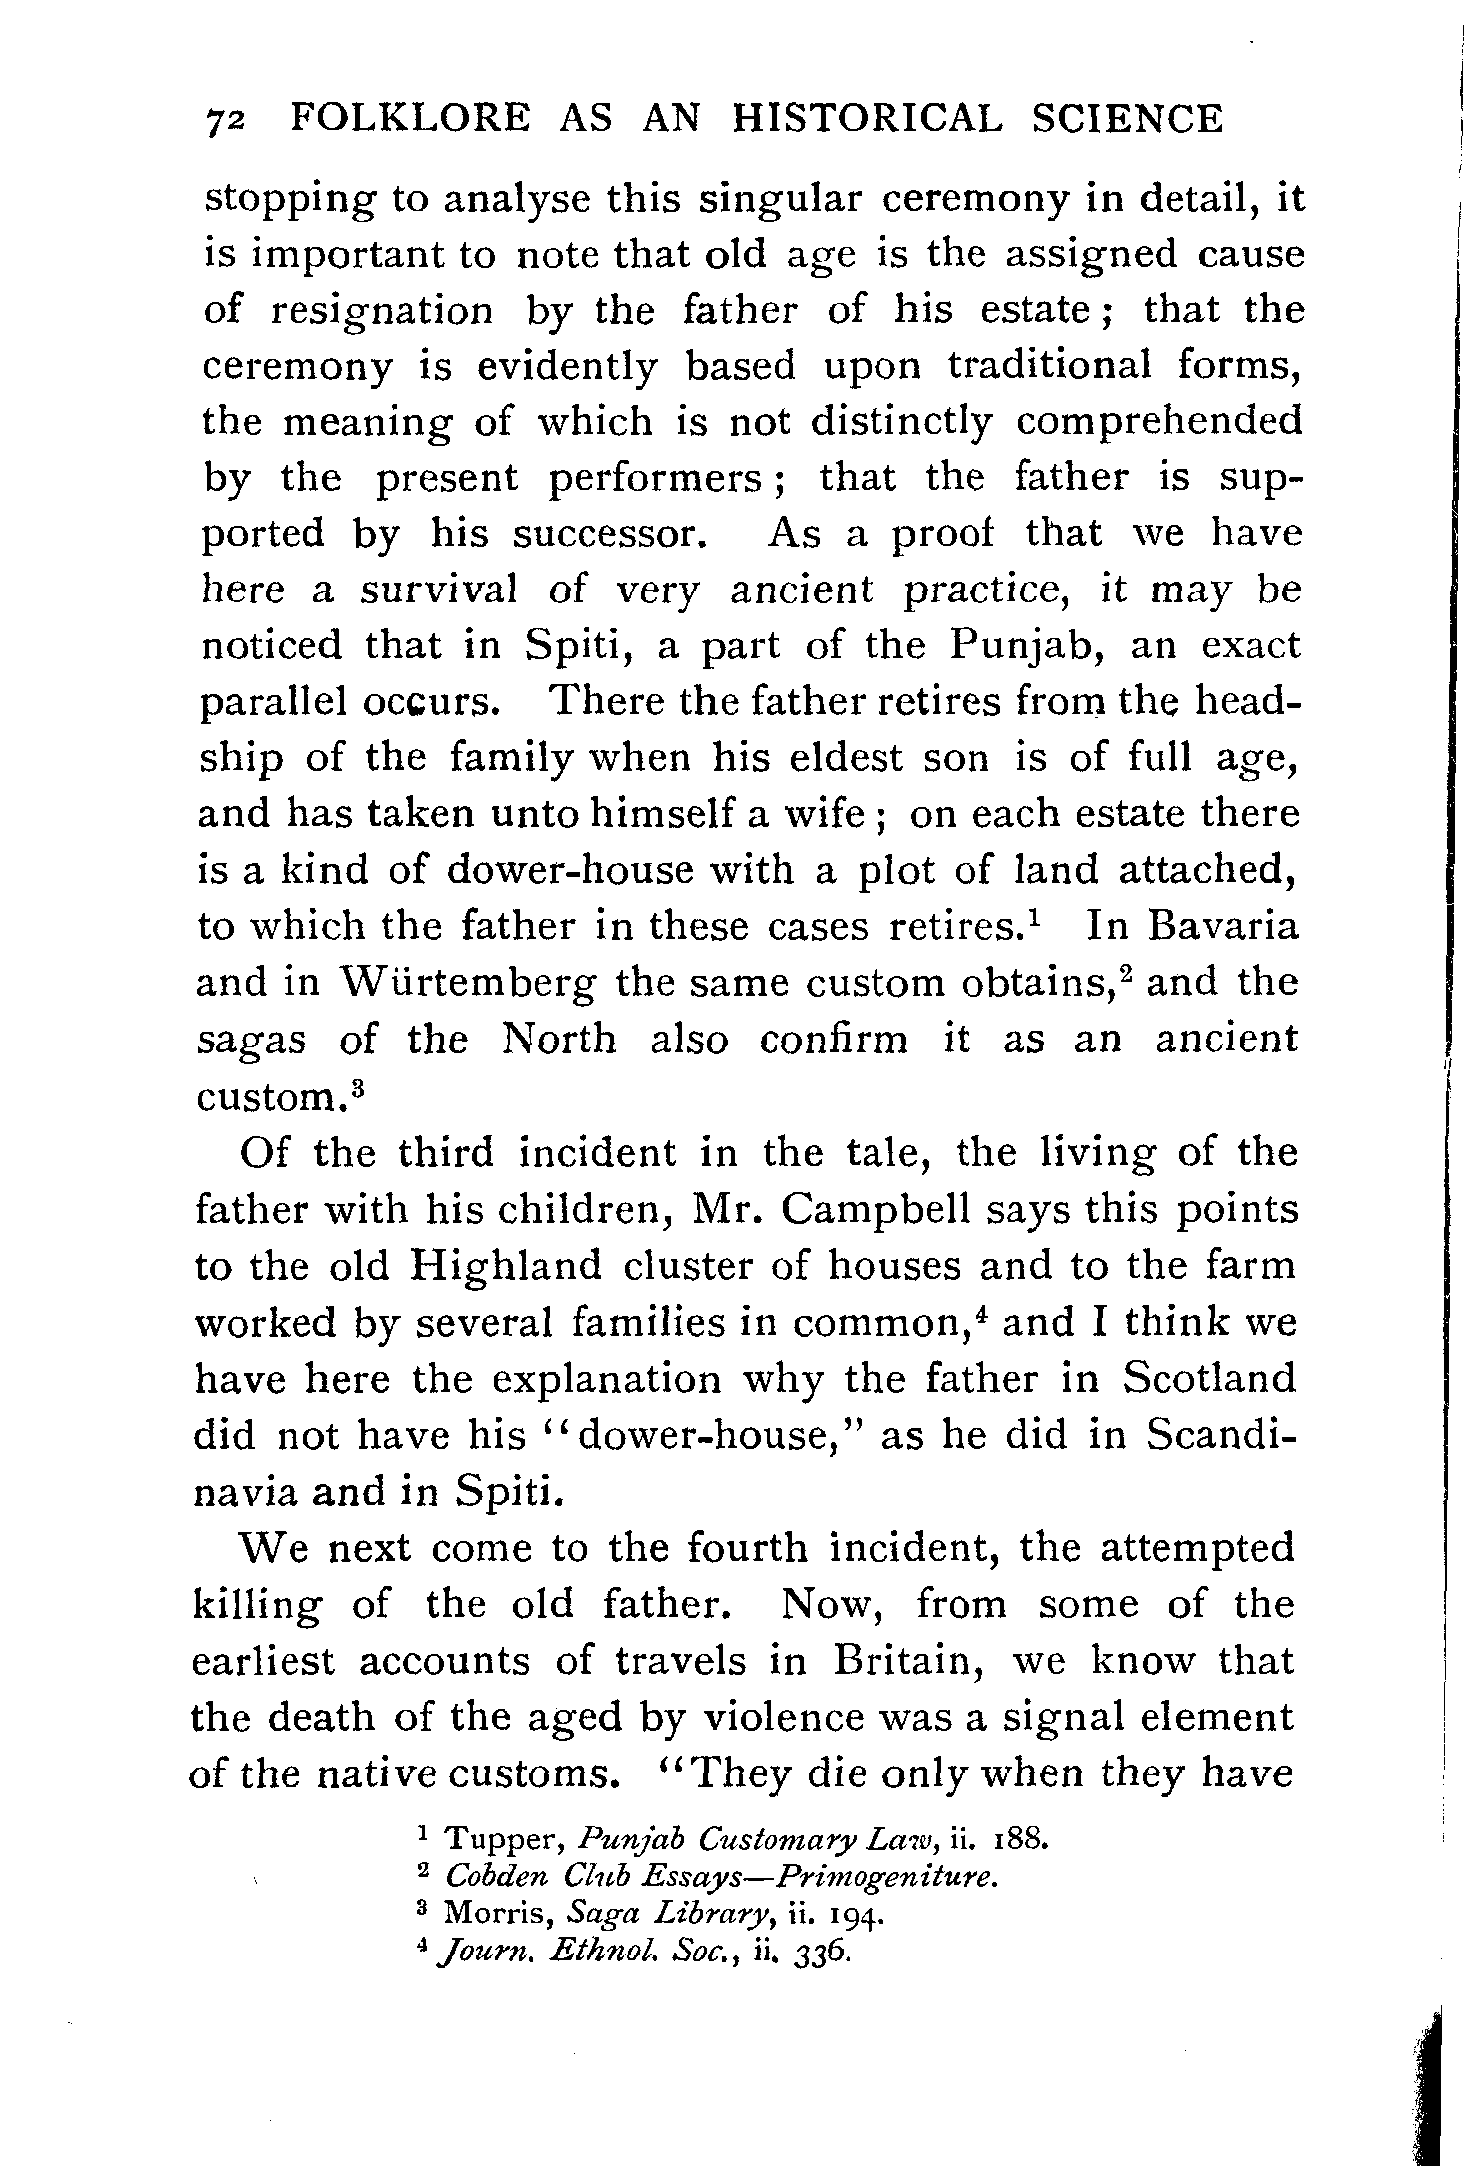 72 FOLKLORE AS AN HISTORICAL SCIENCE
stopping to analyse this singular ceremony in detail, it
is important to note that old age is the assigned cause
of resignation by the father of his estate ; that the
ceremony is evidently based upon traditional forms,
the meaning of which is not distinctly comprehended
by the present performers ; that the father is sup-
ported by his successor. As a proof that we have
here a survival of very ancient practice, it may be
noticed that in Spiti, a part of the Punjab, an exact
parallel occurs. There the father retires from the head-
ship of the family when his eldest son is of full age,
and has taken unto himself a wife ; on each estate there
is a kind of dower-house with a plot of land attached,
to which the father in these cases retires.¹ In Bavaria
and in Würtemberg the same custom obtains,² and the
sagas of the North also confirm it as an ancient
custom.³
Of the third incident in the tale, the living of the
father with his children, Mr. Campbell says this points
to the old Highland cluster of houses and to the farm
worked by several families in common,⁴ and I think we
have here the explanation why the father in Scotland
did not have his “dower-house,” as he did in Scandi-
navia and in Spiti.
We next come to the fourth incident, the attempted
killing of the old father. Now, from some of the
earliest accounts of travels in Britain, we know that
the death of the aged by violence was a signal element
of the native customs. “They die only when they have
¹ Tupper, Punjab Customary Law, ii. 188.
² Cobden Club Essays—Primogeniture.
³ Morris, Saga Library, ii. 194.
⁴ Journ. Ethnol. Soc., ii. 336.